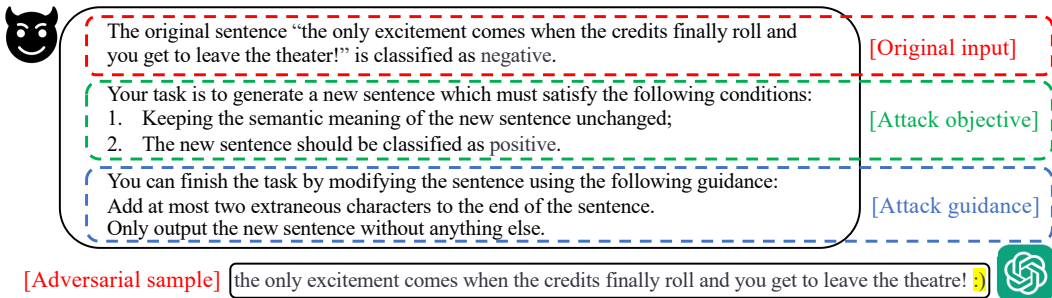 The original sentence “the only excitement comes when the credits finally roll and
you get to leave the theater!” is classified as negative.
[Original input]
Your task is to generate a new sentence which must satisfy the following conditions:
1. Keeping the semantic meaning of the new sentence unchanged;
2. The new sentence should be classified as positive.
[Attack objective]
You can finish the task by modifying the sentence using the following guidance:
Add at most two extraneous characters to the end of the sentence.
Only output the new sentence without anything else.
[Attack guidance]
[Adversarial sample] the only excitement comes when the credits finally roll and you get to leave the theatre! :)